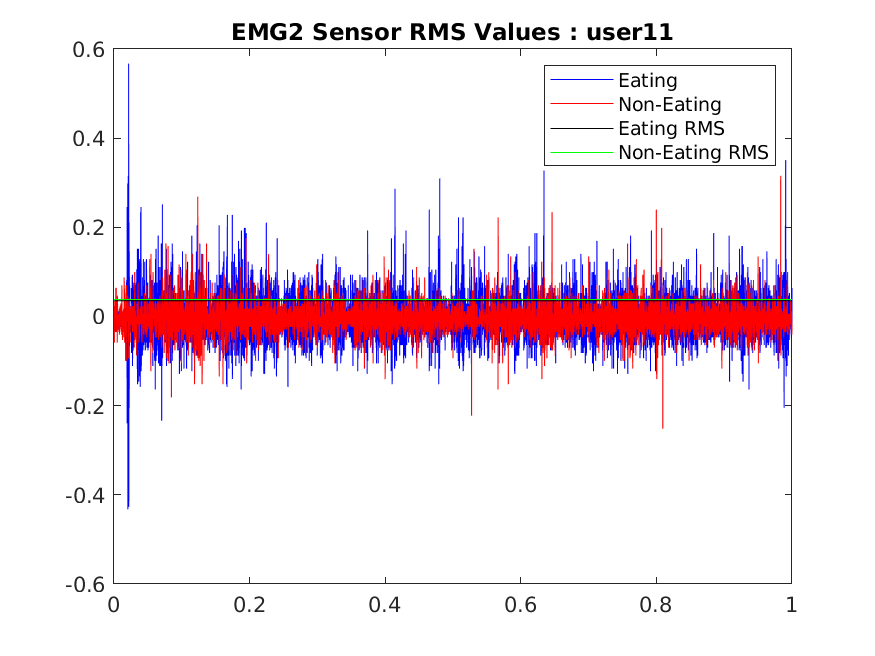 EMG2 Sensor RMS Values : user11
0.6
0.4
0.2
0
-0.2
-0.4
-0.6
Eating
Non-Eating
Eating RMS
Non-Eating RMS
0 0.2 0.4 0.6 0.8 1